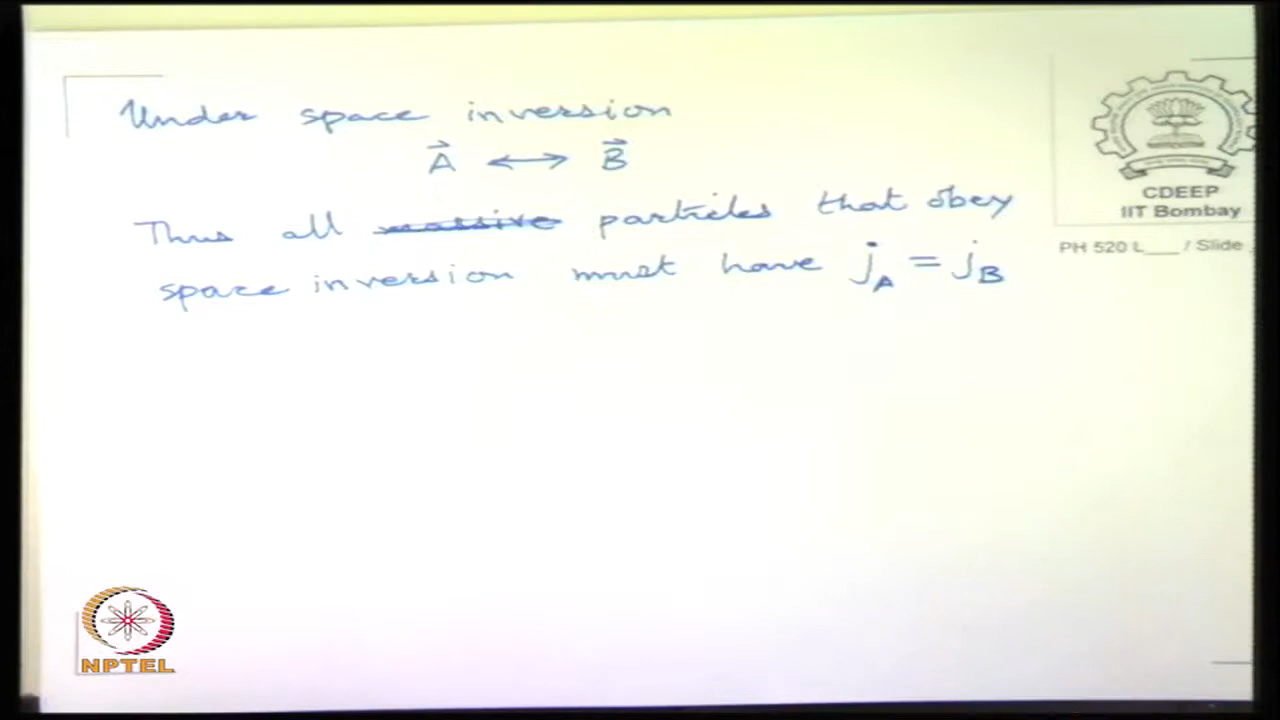 Under space inversion
A⃗ ↔ B⃗
Thus all massive particles that obey
space inversion must have j_A = j_B
CDEEP
IIT Bombay
PH 520 L___ / Slide
NPTEL